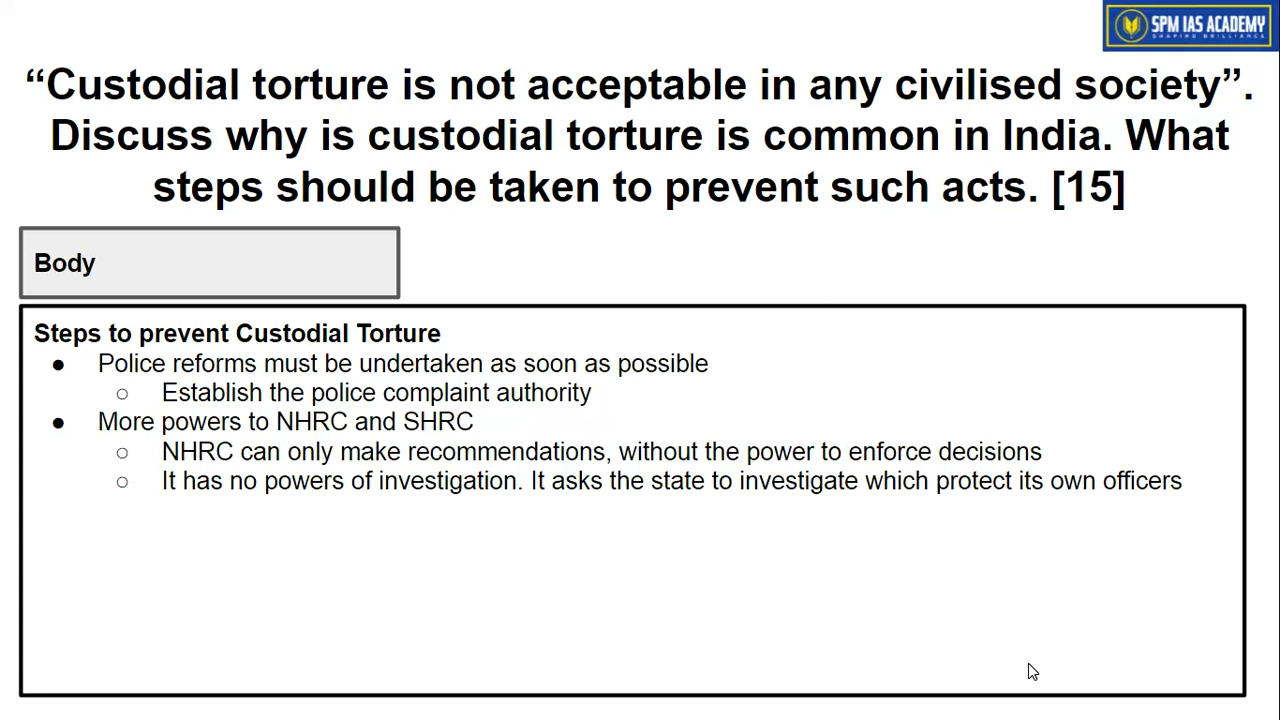 SPM IAS ACADEMY
SHAPING BRILLIANCE
“Custodial torture is not acceptable in any civilised society”.
Discuss why is custodial torture is common in India. What
steps should be taken to prevent such acts. [15]
Body
Steps to prevent Custodial Torture
● Police reforms must be undertaken as soon as possible
○ Establish the police complaint authority
● More powers to NHRC and SHRC
○ NHRC can only make recommendations, without the power to enforce decisions
○ It has no powers of investigation. It asks the state to investigate which protect its own officers